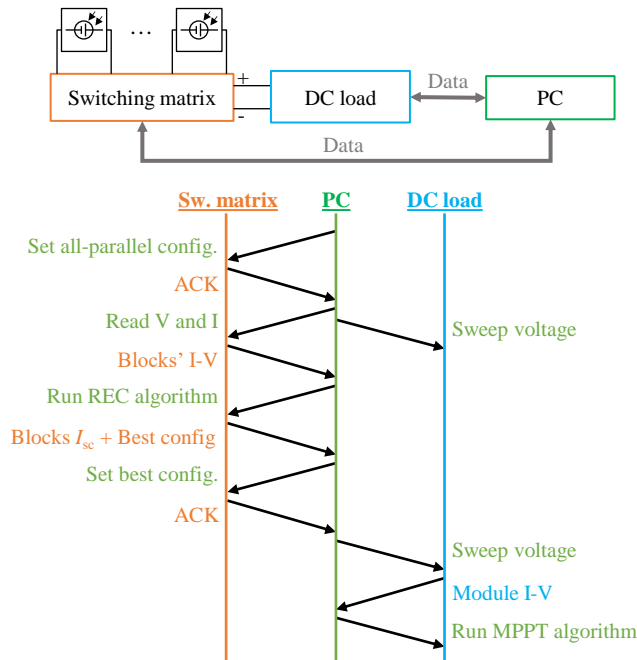 ...
+
Switching matrix
DC load
Data
PC
-
Data
Sw. matrix
PC
DC load
Set all-parallel config.
ACK
Read V and I
Sweep voltage
Blocks' I-V
Run REC algorithm
Blocks Isc + Best config
Set best config.
ACK
Sweep voltage
Module I-V
Run MPPT algorithm